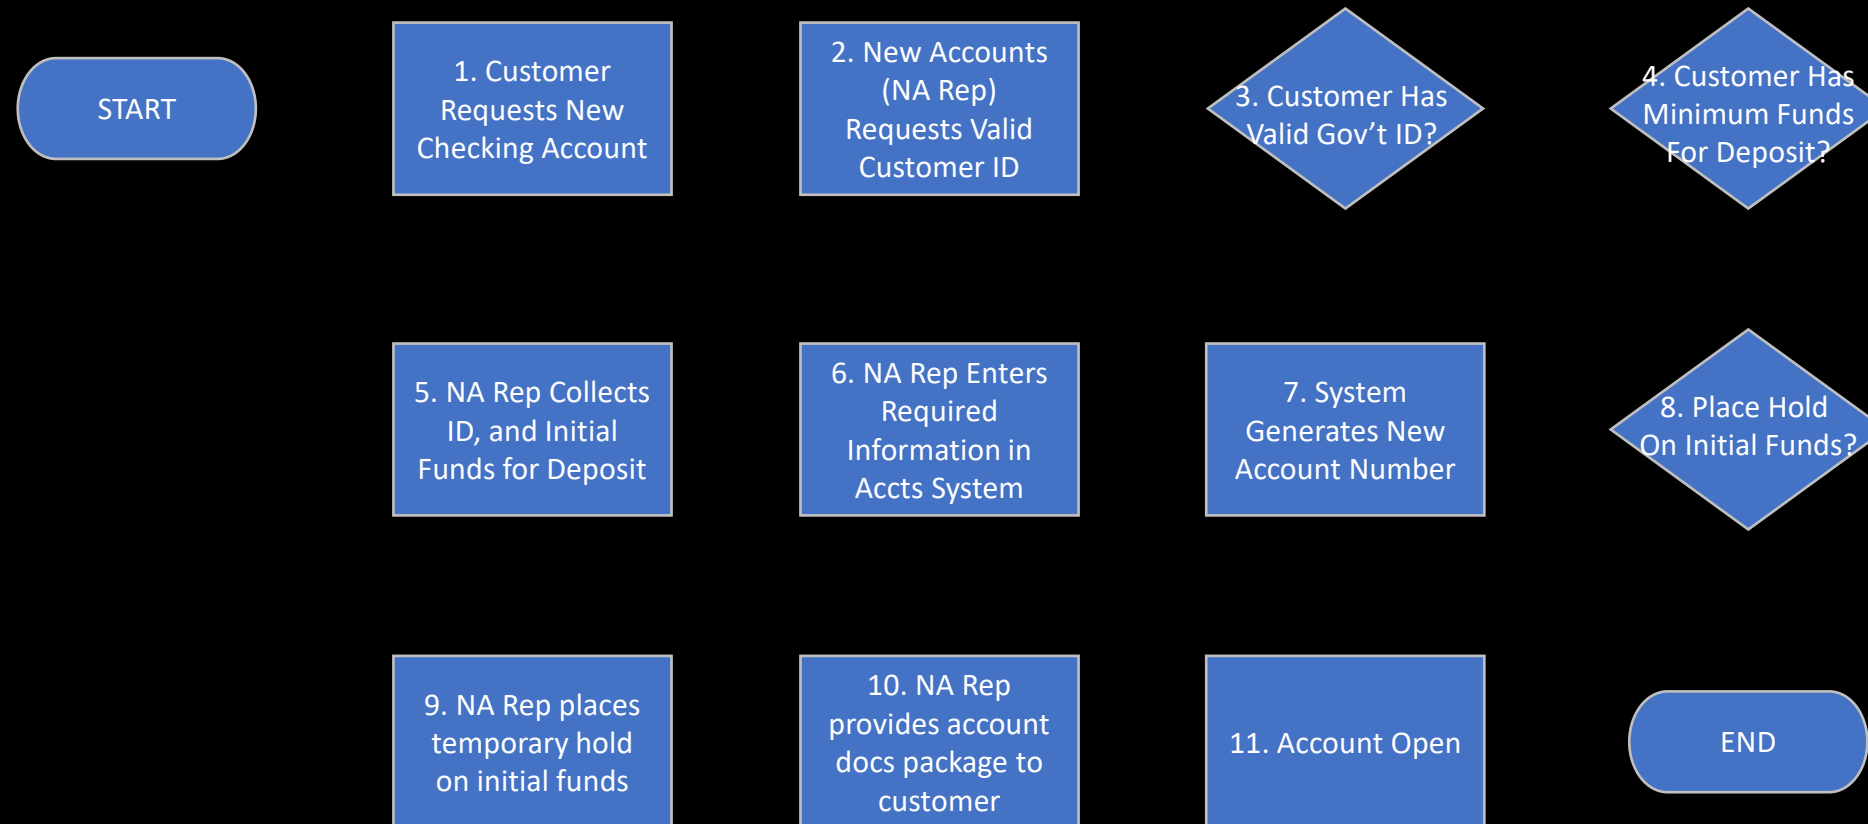 START
1. Customer
Requests New
Checking Account
2. New Accounts
(NA Rep)
Requests Valid
Customer ID
3. Customer Has
Valid Gov’t ID?
4. Customer Has
Minimum Funds
For Deposit?
5. NA Rep Collects
ID, and Initial
Funds for Deposit
6. NA Rep Enters
Required
Information in
Accts System
7. System
Generates New
Account Number
8. Place Hold
On Initial Funds?
9. NA Rep places
temporary hold
on initial funds
10. NA Rep
provides account
docs package to
customer
11. Account Open
END